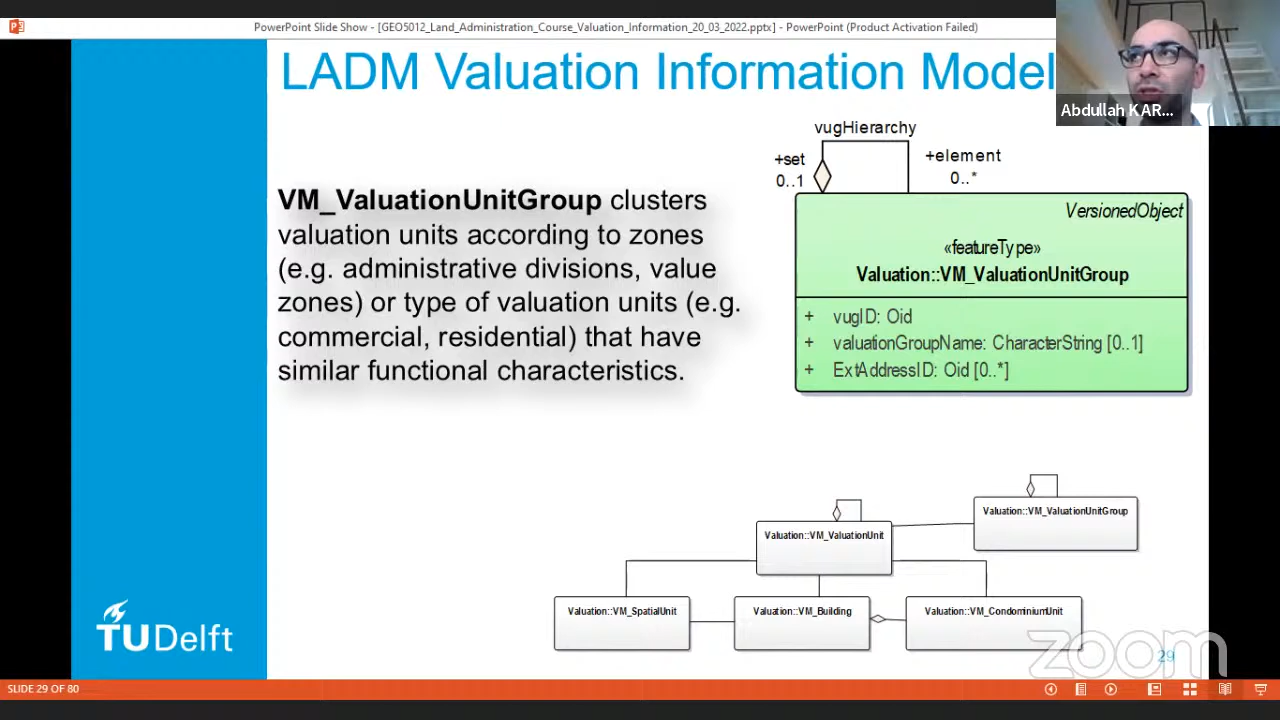 PowerPoint Slide Show - [GEO5012_Land_Administration_Course_Valuation_Information_20_03_2022.pptx] - PowerPoint (Product Activation Failed)
LADM Valuation Information Model
Abdullah KAR...
VM_ValuationUnitGroup clusters
valuation units according to zones
(e.g. administrative divisions, value
zones) or type of valuation units (e.g.
commercial, residential) that have
similar functional characteristics.
vugHierarchy
+set
0..1
+element
0..*
VersionedObject
«featureType»
Valuation::VM_ValuationUnitGroup
+ vugID: Oid
+ valuationGroupName: CharacterString [0..1]
+ ExtAddressID: Oid [0..*]
Valuation::VM_ValuationUnitGroup
Valuation::VM_ValuationUnit
Valuation::VM_SpatialUnit
Valuation::VM_Building
Valuation::VM_CondominiumUnit
TUDelft
zoom
29
SLIDE 29 OF 80